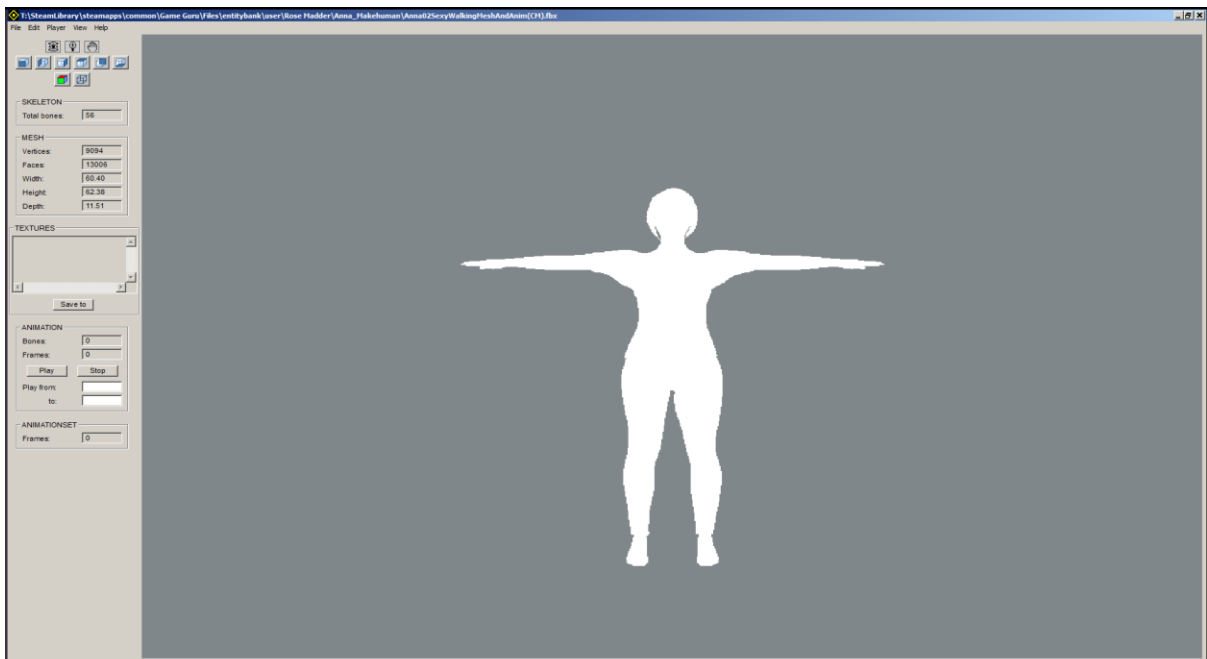 T:\SteamLibrary\steamapps\common\Game Guru\Files\entitybank\user\Rose Madder\Anna_Makehuman\Anna02SexyWalkingMeshAndAnim(CM).fbx
File Edit Player View Help
SKELETON
Total bones: 56
MESH
Vertices: 9094
Faces: 13006
Width: 60.40
Height: 62.38
Depth: 11.51
TEXTURES
Save to
ANIMATION
Bones: 0
Frames: 0
Play Stop
Play from:
to:
ANIMATIONSET
Frames: 0